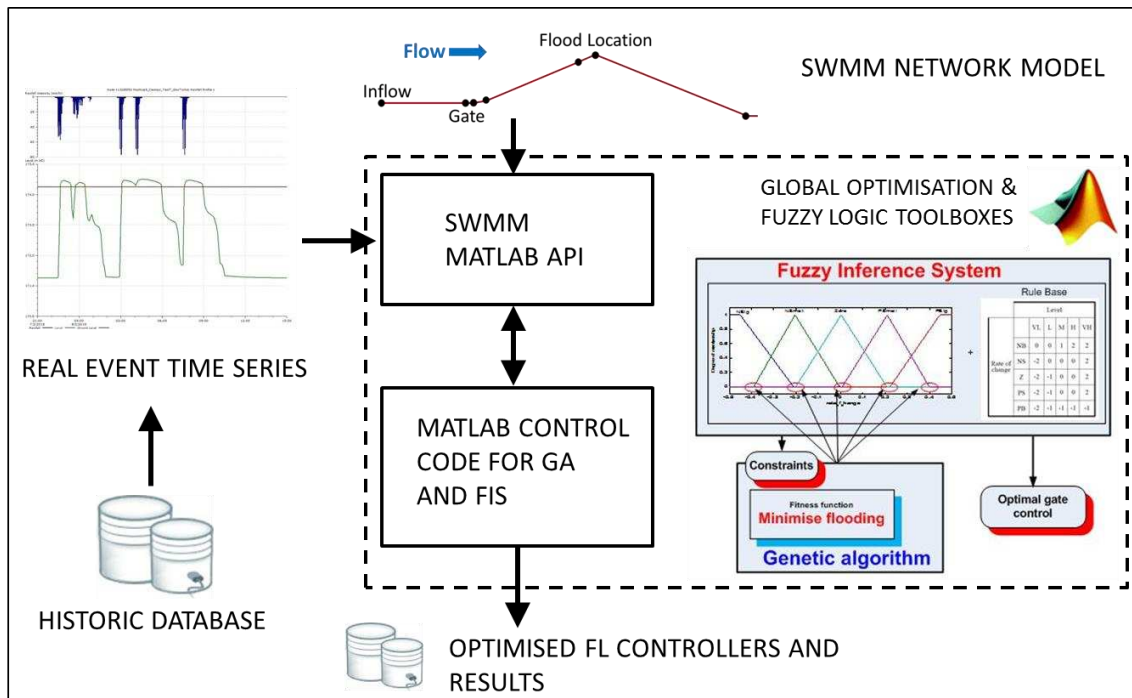 Flow
Flood Location
SWMM NETWORK MODEL
Inflow
Gate
REAL EVENT TIME SERIES
HISTORIC DATABASE
SWMM
MATLAB API
MATLAB CONTROL
CODE FOR GA
AND FIS
OPTIMISED FL CONTROLLERS AND
RESULTS
GLOBAL OPTIMISATION &
FUZZY LOGIC TOOLBOXES
Fuzzy Inference System
Rule Base
Level
VL L M H VH
Rate of
change
NB 0 0 1 2 2
NS -2 0 0 0 2
Z -2 -1 0 0 2
PS -2 -1 0 0 2
PB -2 -1 -1 -1 -1
+
Constraints
Fitness function
Minimise flooding
Genetic algorithm
Optimal gate
control